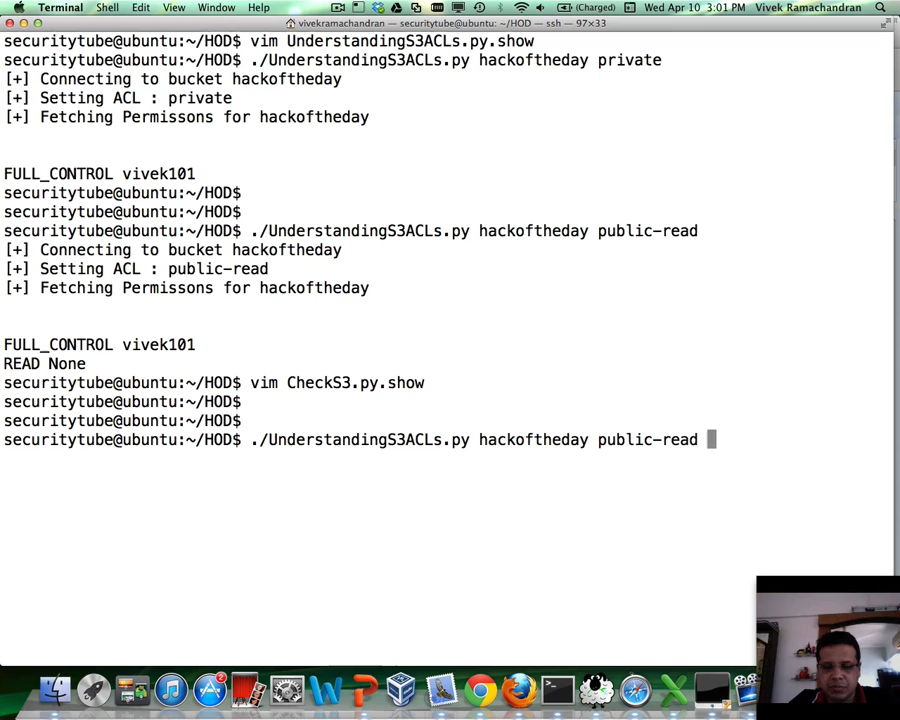 Terminal Shell Edit View Window Help (Charged) Wed Apr 10 3:01 PM Vivek Ramachandran
vivekramachandran — securitytube@ubuntu: ~/HOD — ssh — 97×33
securitytube@ubuntu:~/HOD$ vim UnderstandingS3ACLs.py.show
securitytube@ubuntu:~/HOD$ ./UnderstandingS3ACLs.py hackoftheday private
[+] Connecting to bucket hackoftheday
[+] Setting ACL : private
[+] Fetching Permissons for hackoftheday
FULL_CONTROL vivek101
securitytube@ubuntu:~/HOD$
securitytube@ubuntu:~/HOD$
securitytube@ubuntu:~/HOD$ ./UnderstandingS3ACLs.py hackoftheday public-read
[+] Connecting to bucket hackoftheday
[+] Setting ACL : public-read
[+] Fetching Permissons for hackoftheday
FULL_CONTROL vivek101
READ None
securitytube@ubuntu:~/HOD$ vim CheckS3.py.show
securitytube@ubuntu:~/HOD$
securitytube@ubuntu:~/HOD$
securitytube@ubuntu:~/HOD$ ./UnderstandingS3ACLs.py hackoftheday public-read
2